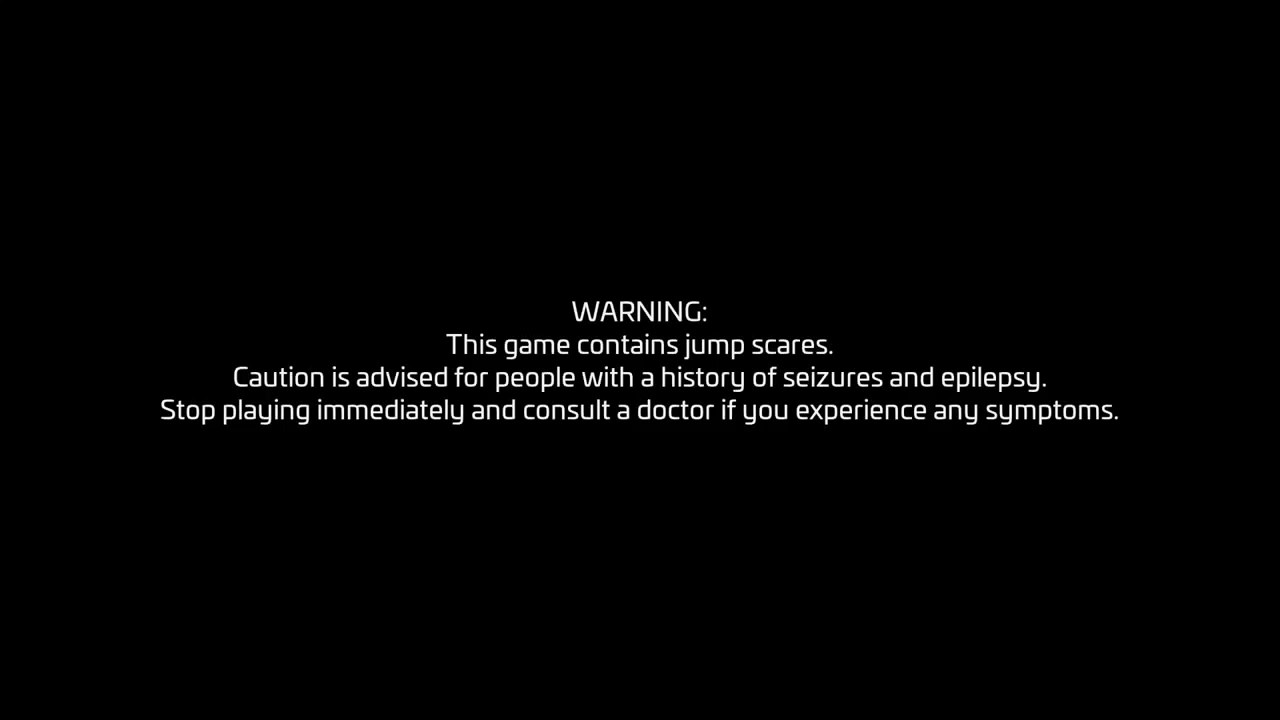 WARNING:
This game contains jump scares.
Caution is advised for people with a history of seizures and epilepsy.
Stop playing immediately and consult a doctor if you experience any symptoms.